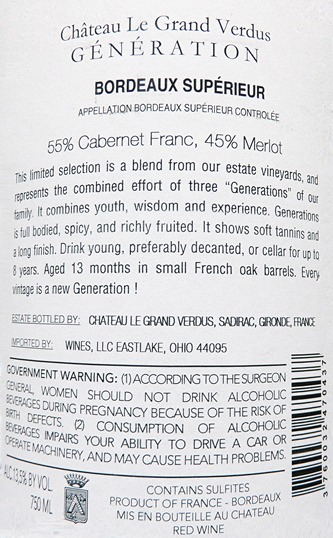 Château Le Grand Verdus
GÉNÉRATION
BORDEAUX SUPÉRIEUR
APPELLATION BORDEAUX SUPÉRIEUR CONTROLÉE
55% Cabernet Franc, 45% Merlot
This limited selection is a blend from our estate vineyards, and
represents the combined effort of three "Generations" of our
family. It combines youth, wisdom and experience. Generations
is full bodied, spicy, and richly fruited. It shows soft tannins and
a long finish. Drink young, preferably decanted, or cellar for up to
8 years. Aged 13 months in small French oak barrels. Every
vintage is a new Generation !
ESTATE BOTTLED BY: CHATEAU LE GRAND VERDUS, SADIRAC, GIRONDE, FRANCE
IMPORTED BY: WINES, LLC EASTLAKE, OHIO 44095
GOVERNMENT WARNING: (1) ACCORDING TO THE SURGEON
GENERAL, WOMEN SHOULD NOT DRINK ALCOHOLIC
BEVERAGES DURING PREGNANCY BECAUSE OF THE RISK OF
BIRTH DEFECTS. (2) CONSUMPTION OF ALCOHOLIC
BEVERAGES IMPAIRS YOUR ABILITY TO DRIVE A CAR OR
OPERATE MACHINERY, AND MAY CAUSE HEALTH PROBLEMS.
ALC.13,5% BY VOL.
750 ML
CONTAINS SULFITES
PRODUCT OF FRANCE - BORDEAUX
MIS EN BOUTEILLE AU CHATEAU
RED WINE